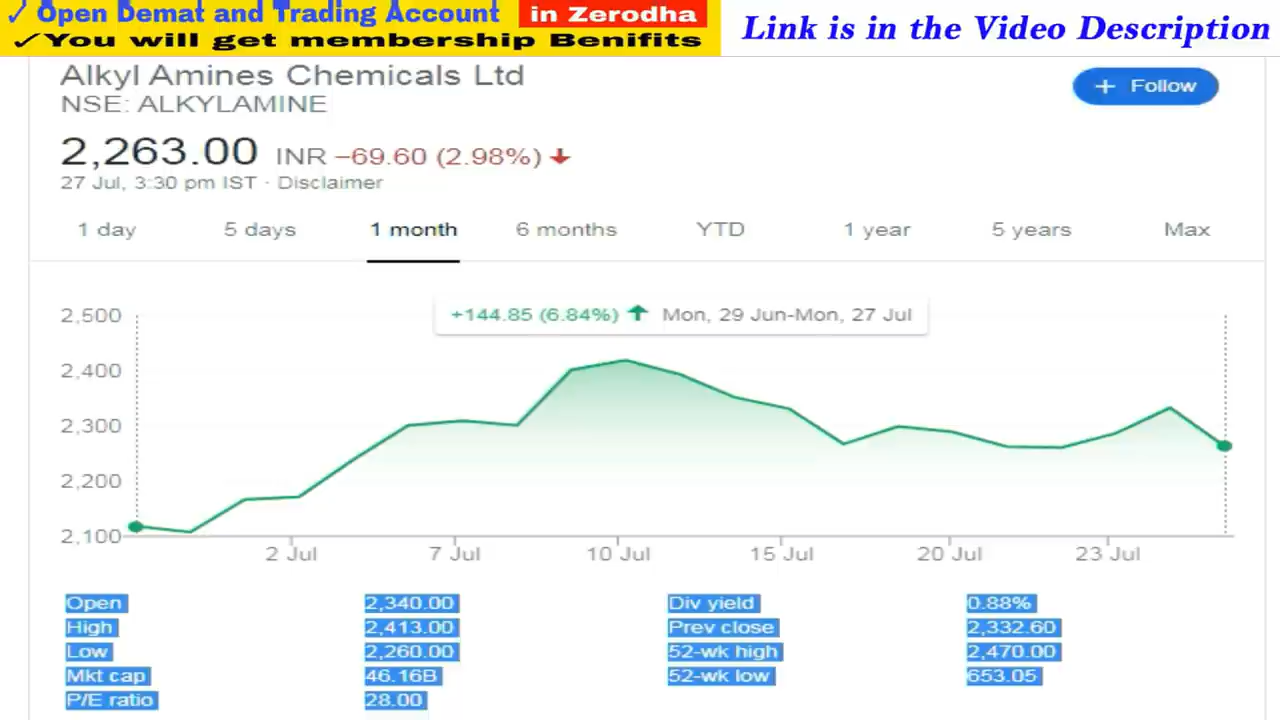 ✓ Open Demat and Trading Account in Zerodha
✓You will get membership Benifits
Link is in the Video Description
Alkyl Amines Chemicals Ltd
NSE: ALKYLAMINE
+ Follow
2,263.00 INR −69.60 (2.98%) ↓
27 Jul, 3:30 pm IST · Disclaimer
1 day 5 days 1 month 6 months YTD 1 year 5 years Max
+144.85 (6.84%) ↑ Mon, 29 Jun-Mon, 27 Jul
2,500
2,400
2,300
2,200
2,100
2 Jul 7 Jul 10 Jul 15 Jul 20 Jul 23 Jul
Open 2,340.00 Div yield 0.88%
High 2,413.00 Prev close 2,332.60
Low 2,260.00 52-wk high 2,470.00
Mkt cap 46.16B 52-wk low 653.05
P/E ratio 28.00